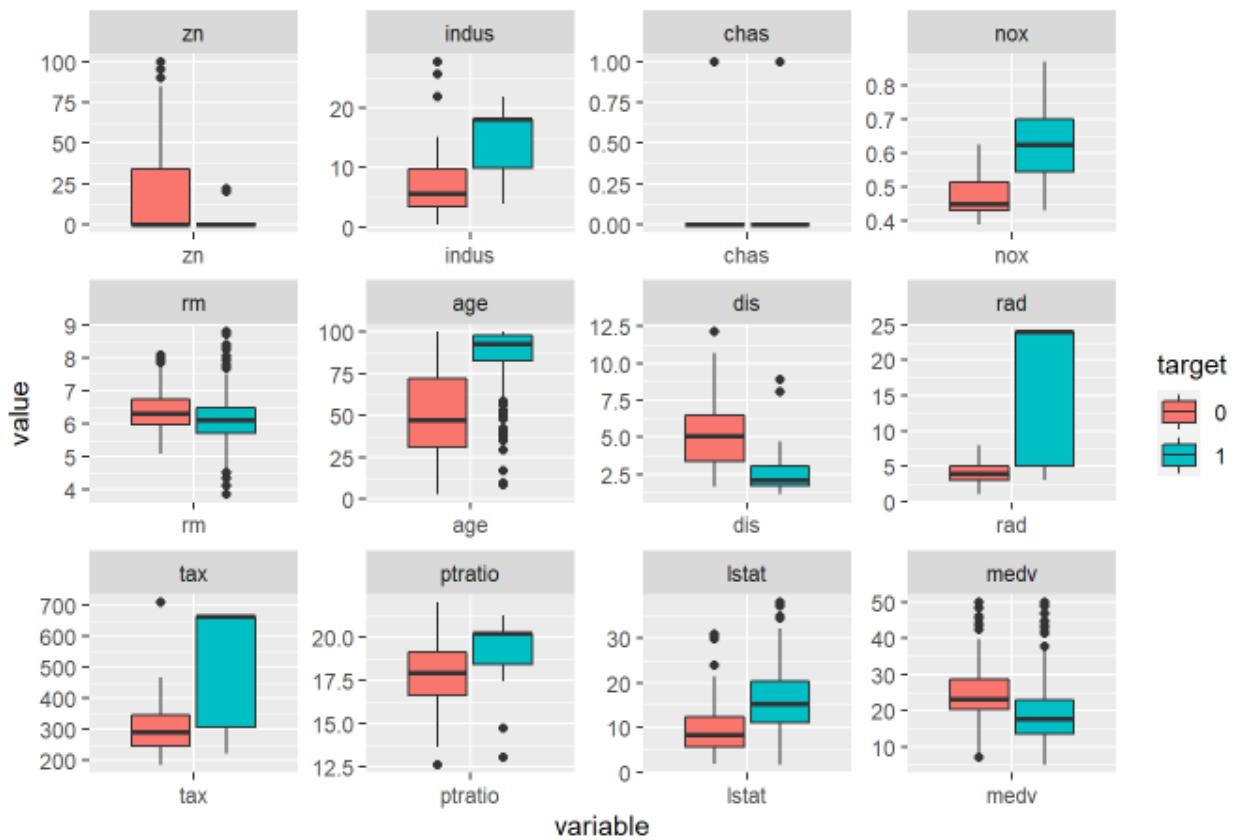 zn indus chas nox
100 75 50 25 0
20 10 0
1.00 0.75 0.50 0.25 0.00
0.8 0.7 0.6 0.5 0.4
zn indus chas nox
rm age dis rad
9 8 7 6 5 4
100 75 50 25 0
12.5 10.0 7.5 5.0 2.5
25 20 15 10 5 0
rm age dis rad
value
target
0
1
tax ptratio lstat medv
700 600 500 400 300 200
20.0 17.5 15.0 12.5
30 20 10 0
50 40 30 20 10
tax ptratio lstat medv
variable